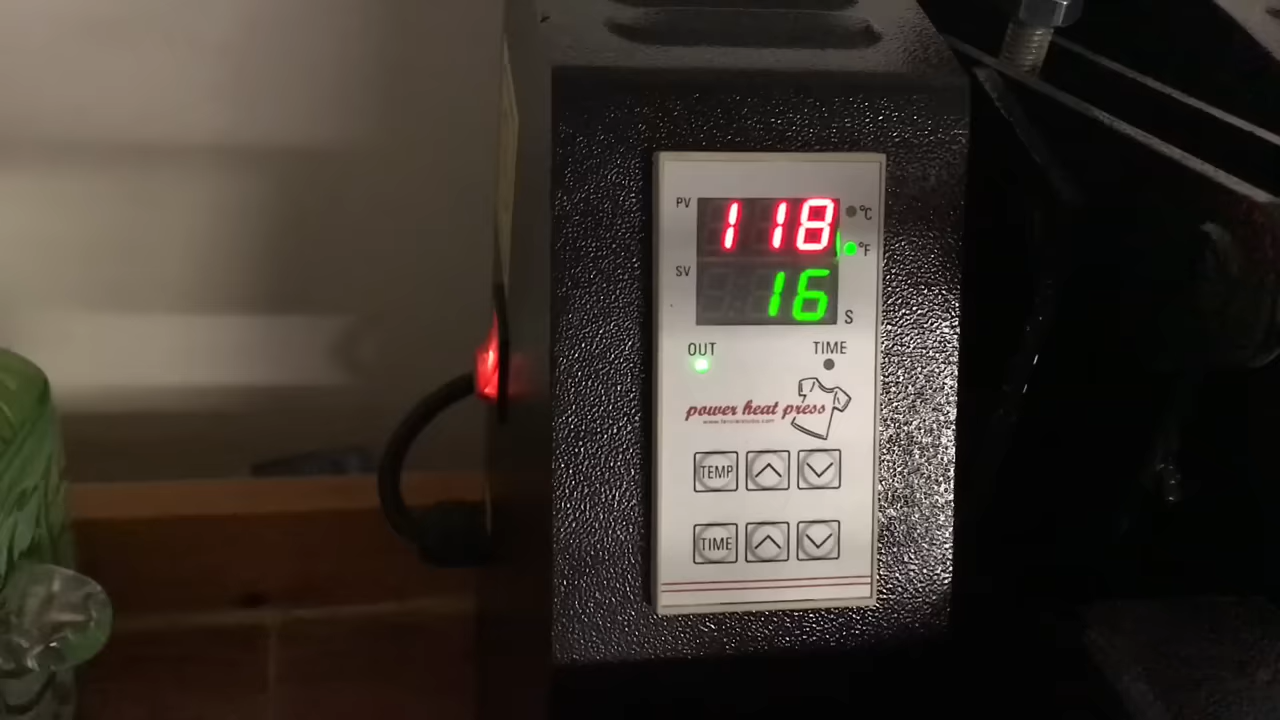 PV 118 °C
°F
SV 16 S
OUT TIME
power heat press
TEMP
TIME